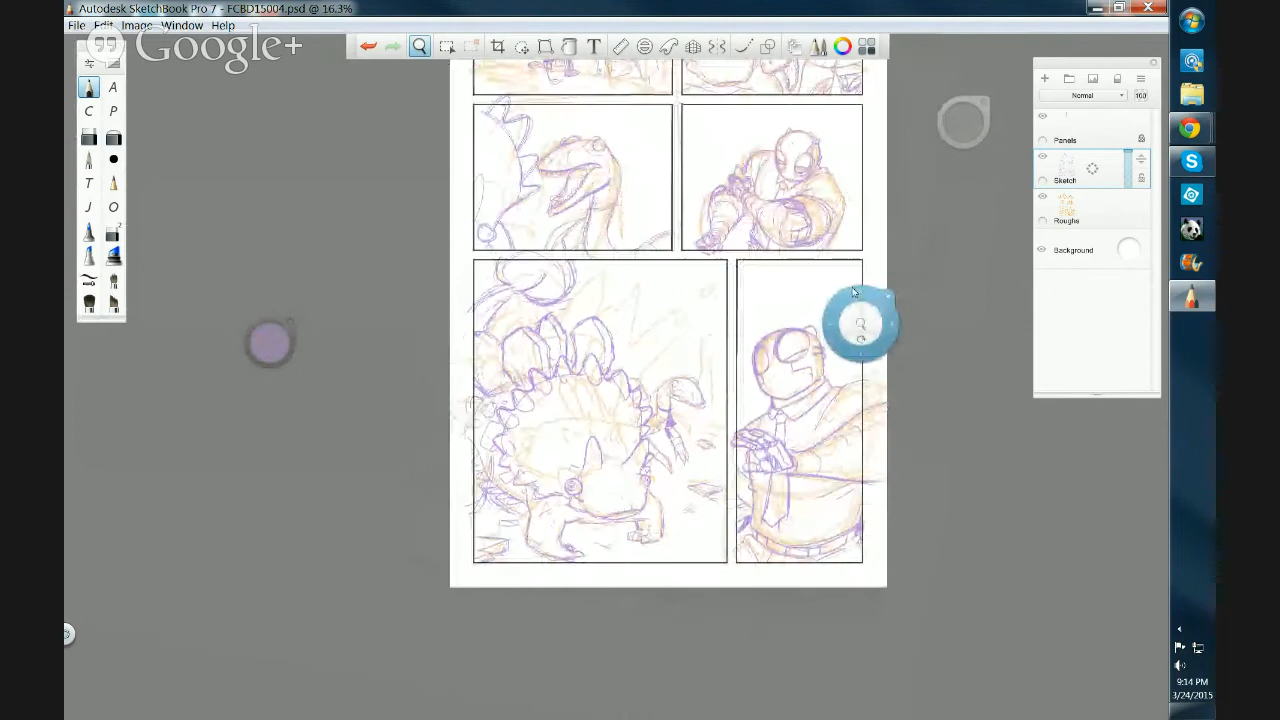 Autodesk SketchBook Pro 7 - FCBD15004.psd @ 16.3%
File Edit Image Window Help
Google+
T
A
C P
T
J O
2
Normal 100
Panels
Sketch
Roughs
Background
S
9:14 PM
3/24/2015